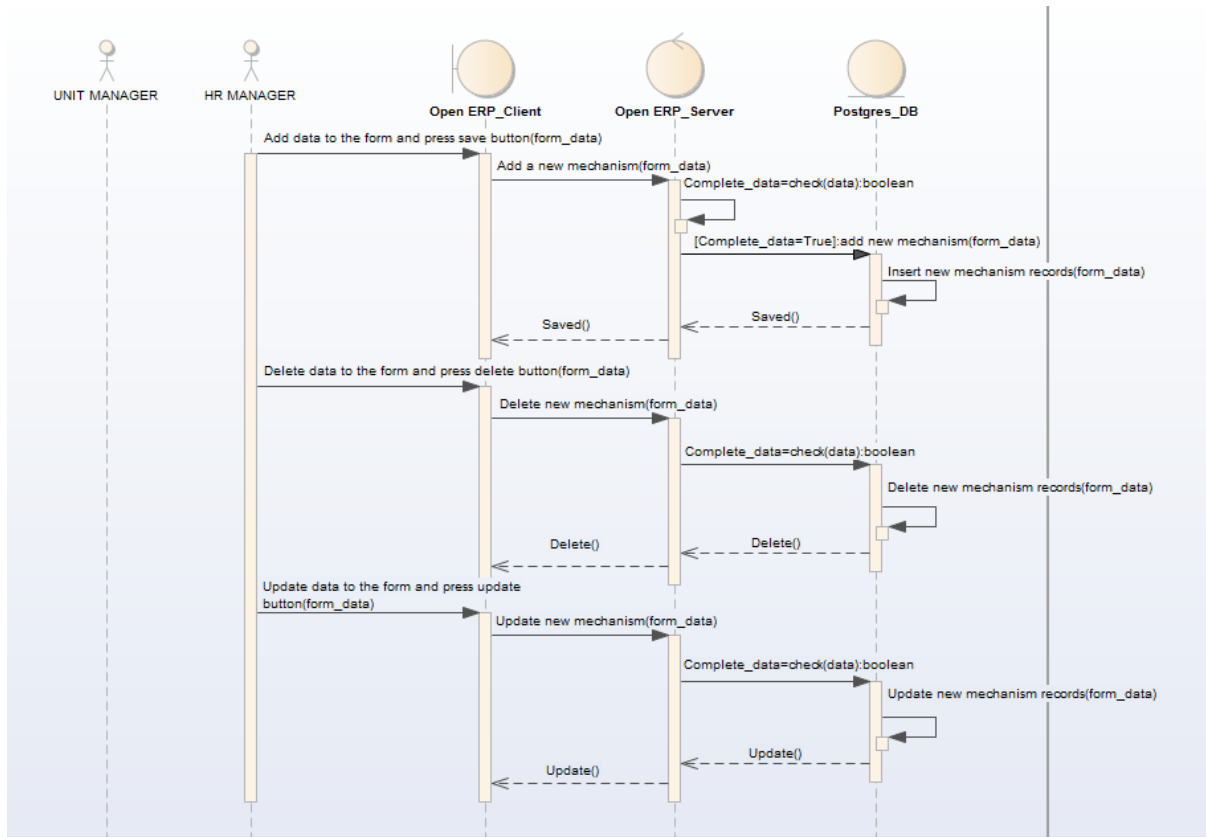 UNIT MANAGER
HR MANAGER
Open ERP_Client
Open ERP_Server
Postgres_DB
Add data to the form and press save button(form_data)
Add a new mechanism(form_data)
Complete_data=check(data):boolean
[Complete_data=True]:add new mechanism(form_data)
Insert new mechanism records(form_data)
Saved()
Saved()
Delete data to the form and press delete button(form_data)
Delete new mechanism(form_data)
Complete_data=check(data):boolean
Delete new mechanism records(form_data)
Delete()
Delete()
Update data to the form and press update
button(form_data)
Update new mechanism(form_data)
Complete_data=check(data):boolean
Update new mechanism records(form_data)
Update()
Update()